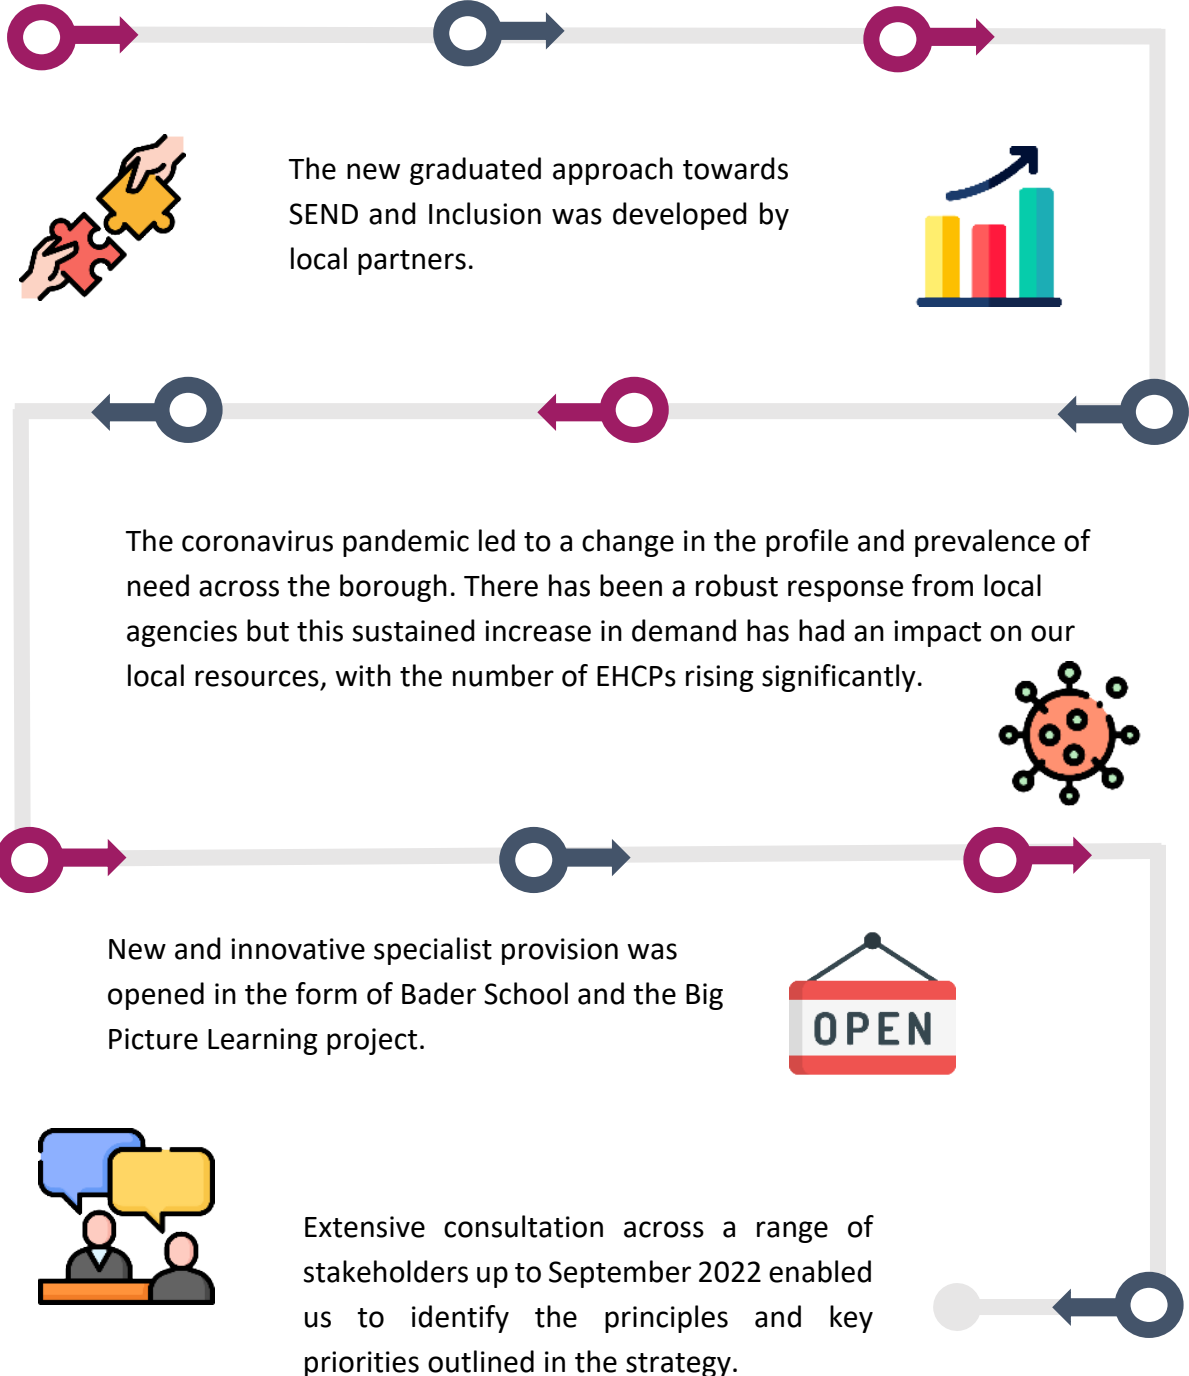 The new graduated approach towards
SEND and Inclusion was developed by
local partners.
The coronavirus pandemic led to a change in the profile and prevalence of
need across the borough. There has been a robust response from local
agencies but this sustained increase in demand has had an impact on our
local resources, with the number of EHCPs rising significantly.
New and innovative specialist provision was
opened in the form of Bader School and the Big
Picture Learning project.
OPEN
Extensive consultation across a range of
stakeholders up to September 2022 enabled
us to identify the principles and key
priorities outlined in the strategy.